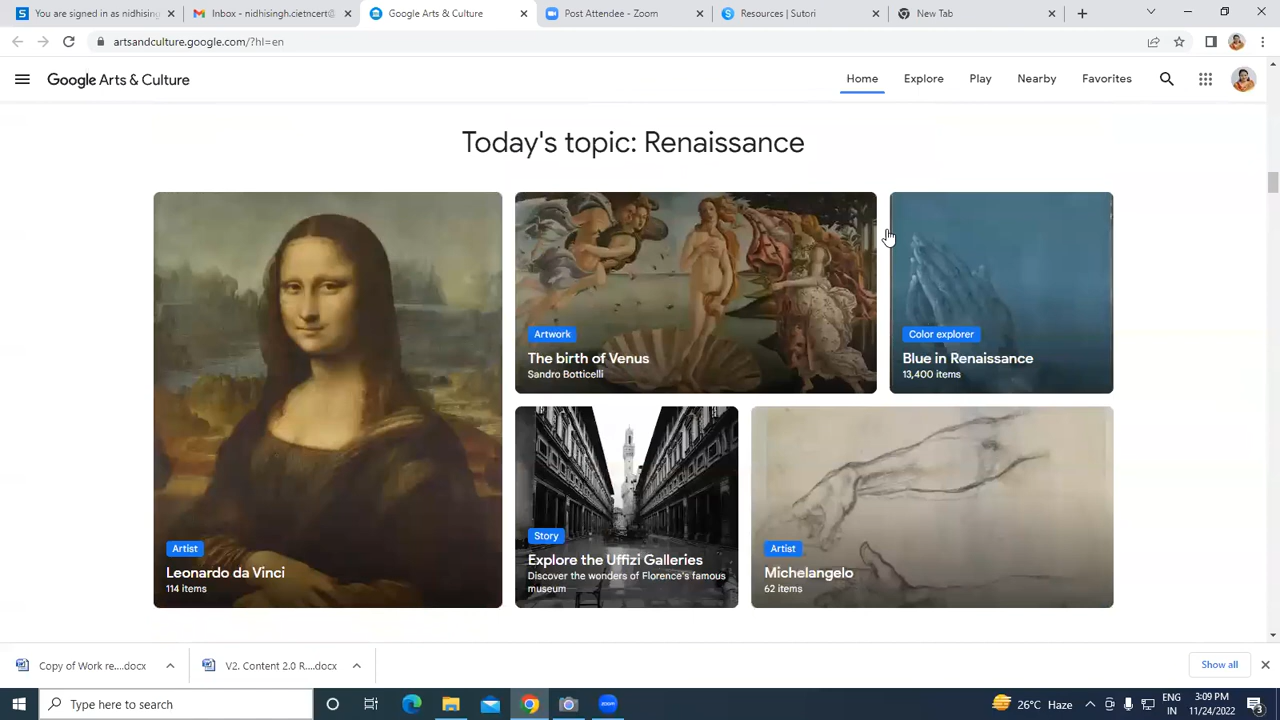 You are signed in as nidhising
Inbox - nidhisingh.cietncert@
Google Arts & Culture
Post Attendee - Zoom
Resources | Sutori
New Tab
artsandculture.google.com/?hl=en
Google Arts & Culture
Home
Explore
Play
Nearby
Favorites
Today's topic: Renaissance
Artist
Leonardo da Vinci
114 items
Artwork
The birth of Venus
Sandro Botticelli
Color explorer
Blue in Renaissance
13,400 items
Story
Explore the Uffizi Galleries
Discover the wonders of Florence's famous
museum
Artist
Michelangelo
62 items
Copy of Work re....docx
V2. Content 2.0 R....docx
Show all
Type here to search
zoom
26°C Haze
ENG
IN
3:09 PM
11/24/2022
3